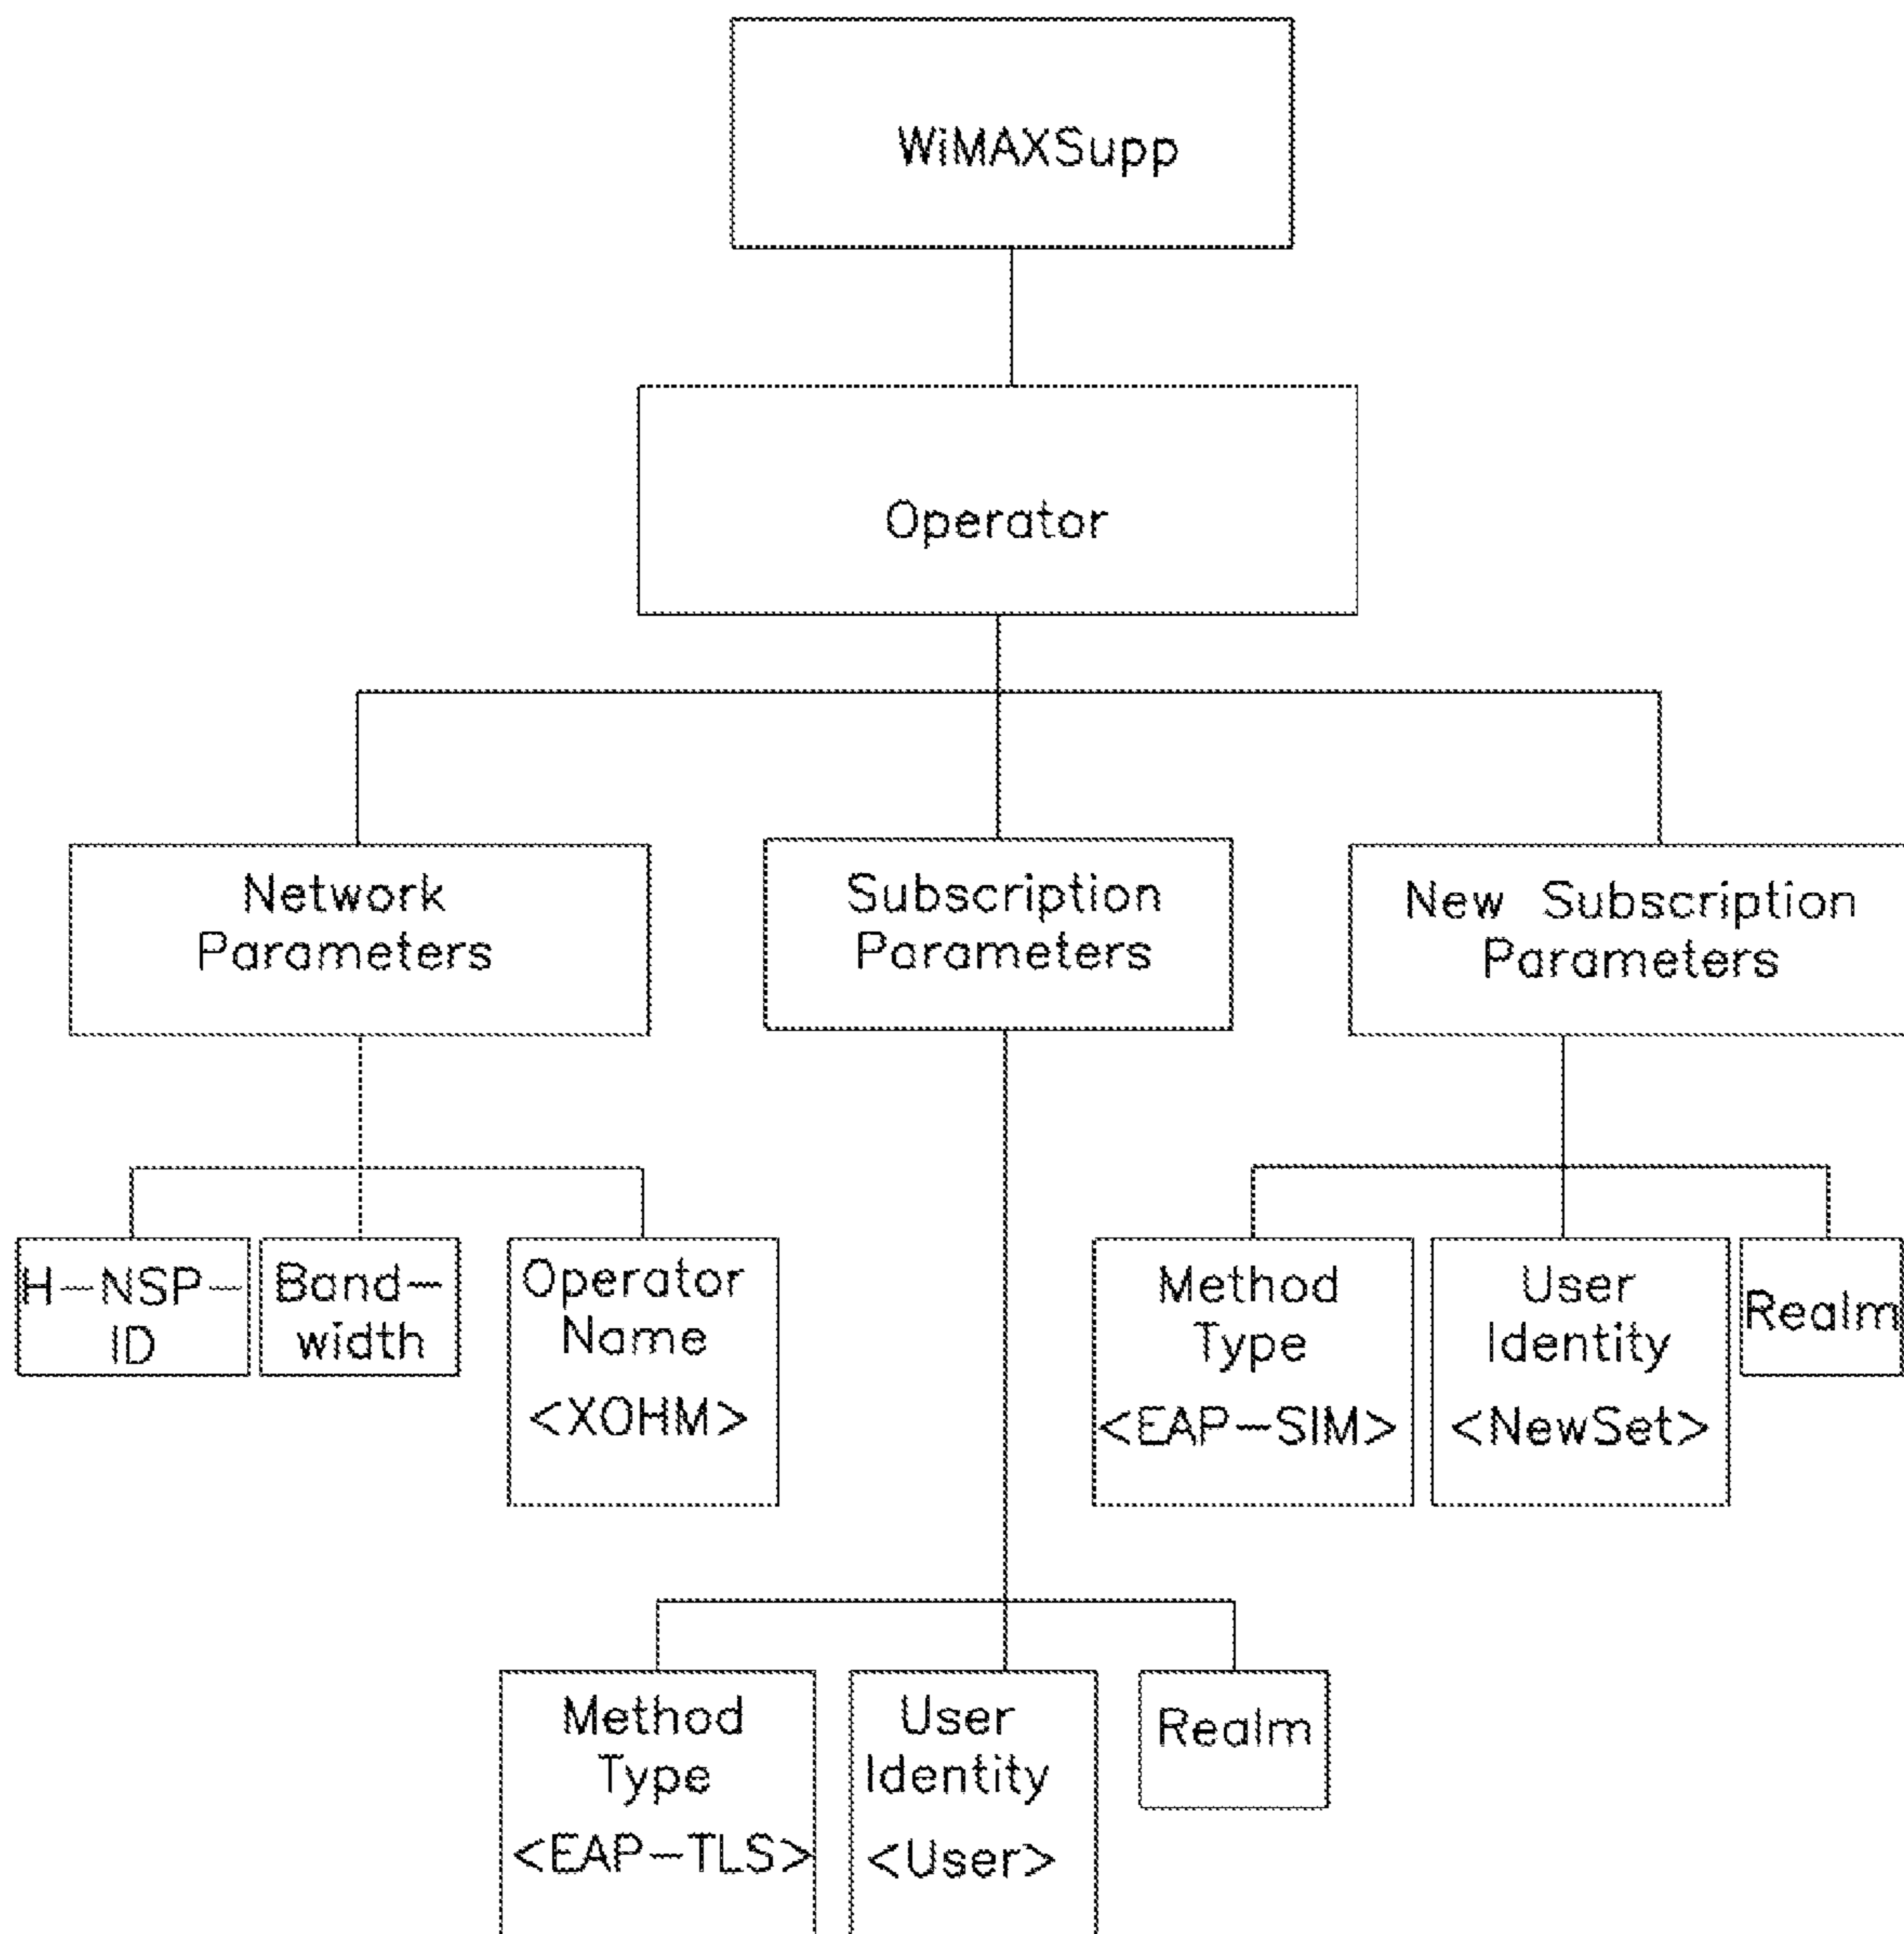 WiMAXSupp
Operator
Network
Parameters
Subscription
Parameters
New Subscription
Parameters
H-NSP-
ID
Band-
width
Operator
Name
<XOHM>
Method
Type
<EAP-SIM>
User
Identity
<NewSet>
Realm
Method
Type
<EAP-TLS>
User
Identity
<User>
Realm